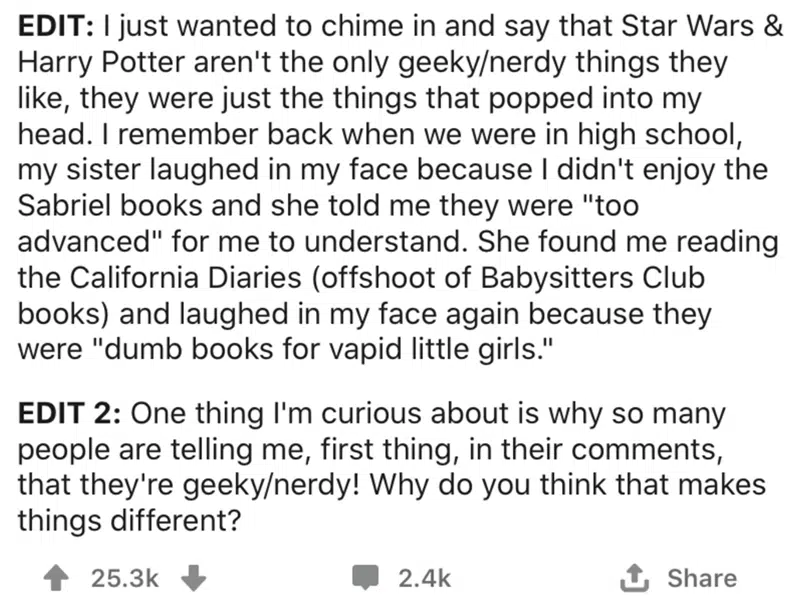 EDIT: I just wanted to chime in and say that Star Wars &
Harry Potter aren't the only geeky/nerdy things they
like, they were just the things that popped into my
head. I remember back when we were in high school,
my sister laughed in my face because I didn't enjoy the
Sabriel books and she told me they were "too
advanced" for me to understand. She found me reading
the California Diaries (offshoot of Babysitters Club
books) and laughed in my face again because they
were "dumb books for vapid little girls."
EDIT 2: One thing I'm curious about is why so many
people are telling me, first thing, in their comments,
that they're geeky/nerdy! Why do you think that makes
things different?
25.3k 2.4k Share